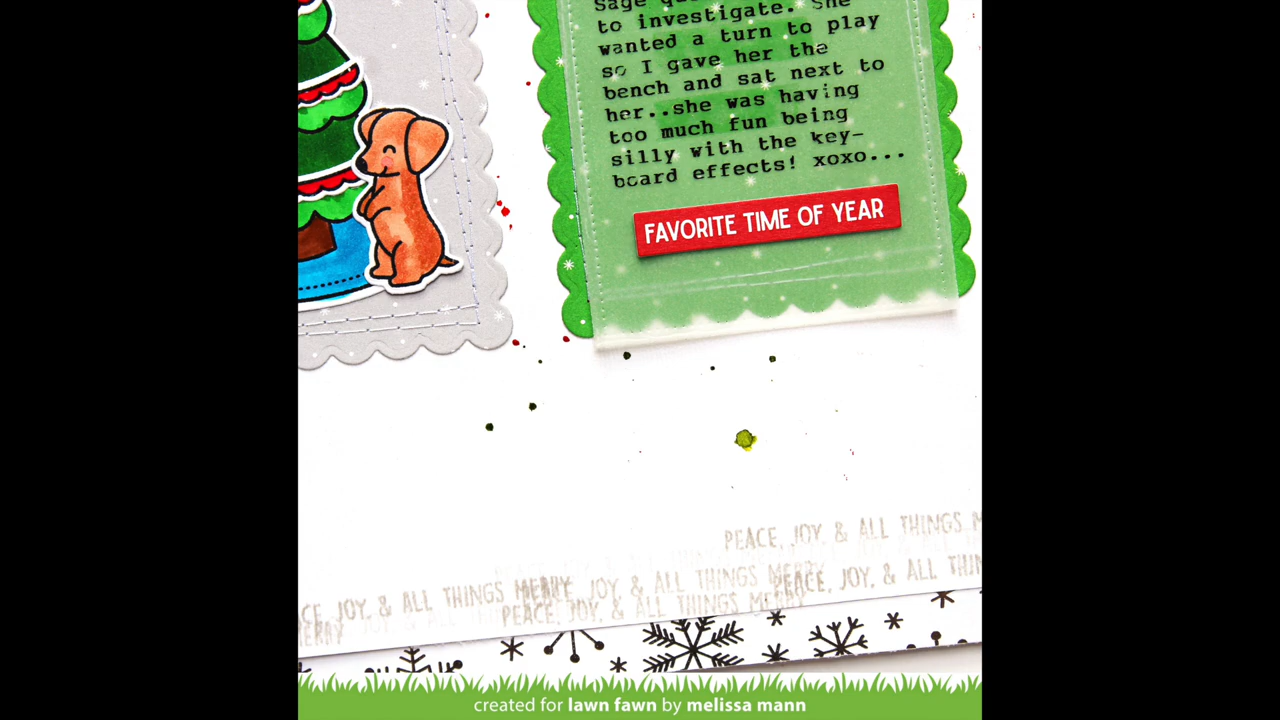 to investigate. She
wanted a turn to play
so I gave her the
bench and sat next to
her..she was having
too much fun being
silly with the key-
board effects! xoxo...
FAVORITE TIME OF YEAR
PEACE, JOY, & ALL THINGS M
JOY, & ALL THINGS MERRY
PEACE, JOY, & ALL THIN
CE, JOY, & ALL THINGS MERRY
PEACE, JOY, & ALL THINGS MERRY
MERRY
created for lawn fawn by melissa mann